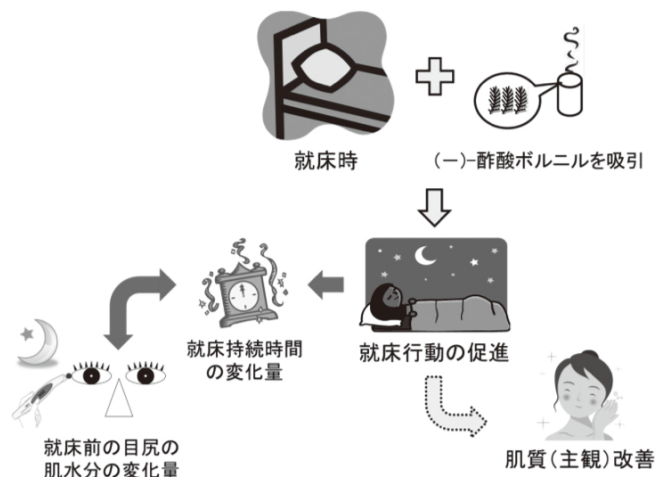 就床時
(－)-酢酸ボルニルを吸引
就床持続時間
の変化量
就床行動の促進
就床前の目尻の
肌水分の変化量
肌質(主観)改善